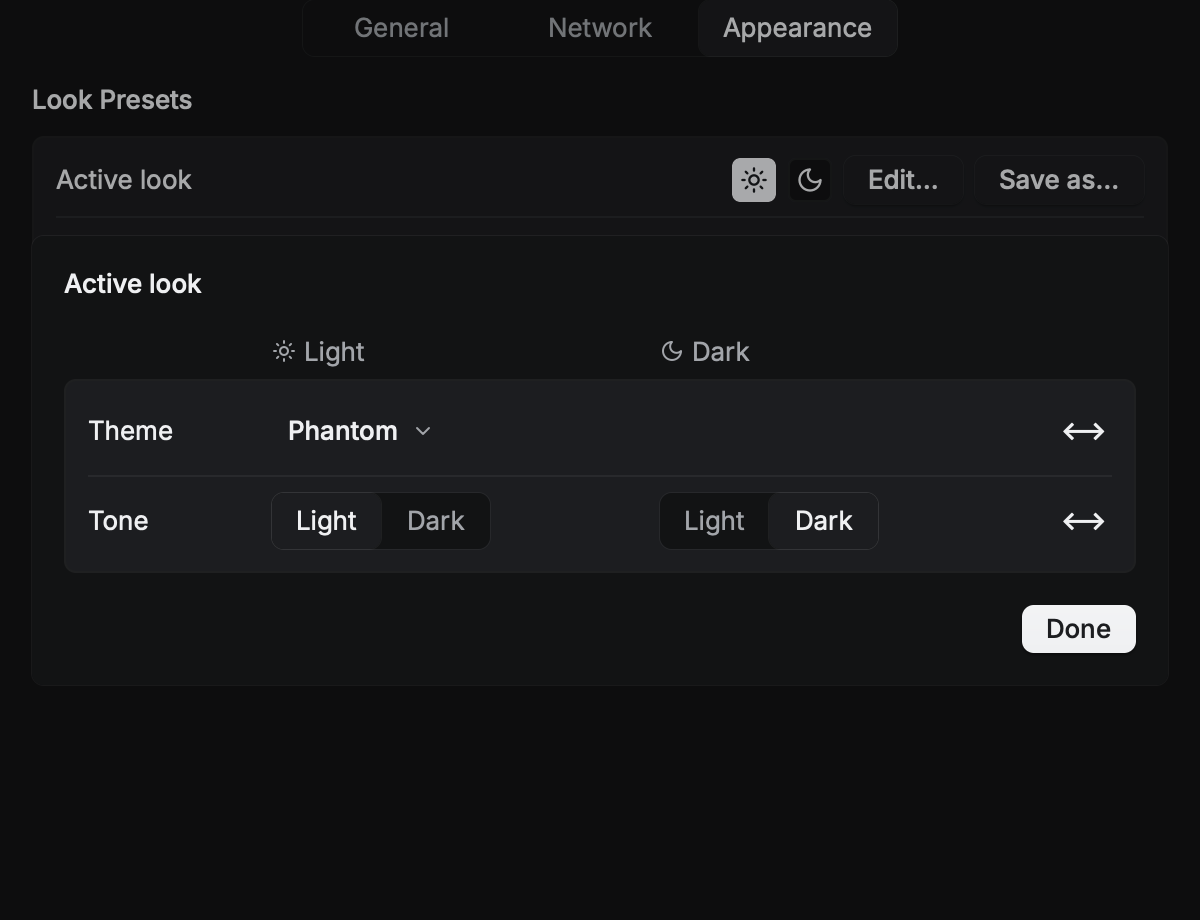 General Network Appearance
Look Presets
Active look Edit... Save as...
Active look
Light Dark
Theme Phantom
Tone Light Dark Light Dark
Done